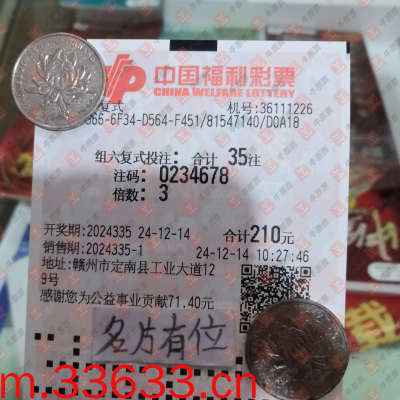 中国福利彩票
CHINA WELFARE LOTTERY
复式 机号:36111226
66-6F34-D564-F451/81547140/D0A18
组六复式投注: 合计 35注
注码: 0234678
倍数: 3
开奖期:2024335 24-12-14 合计210元
销售期:2024335-1 24-12-14 10:27:46
地址:赣州市定南县工业大道12
9号
感谢您为公益事业贡献71.40元
名片有位
m.33633.cn